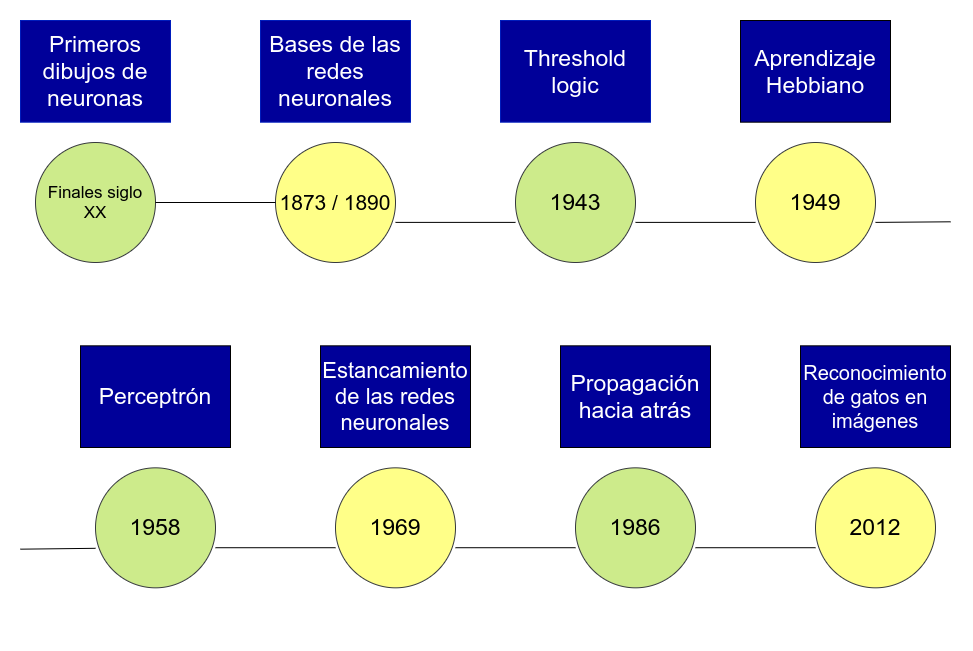 Primeros
dibujos de
neuronas
Bases de las
redes
neuronales
Threshold
logic
Aprendizaje
Hebbiano
Finales siglo
XX
1873 / 1890
1943
1949
Perceptrón
Estancamiento
de las redes
neuronales
Propagación
hacia atrás
Reconocimiento
de gatos en
imágenes
1958
1969
1986
2012